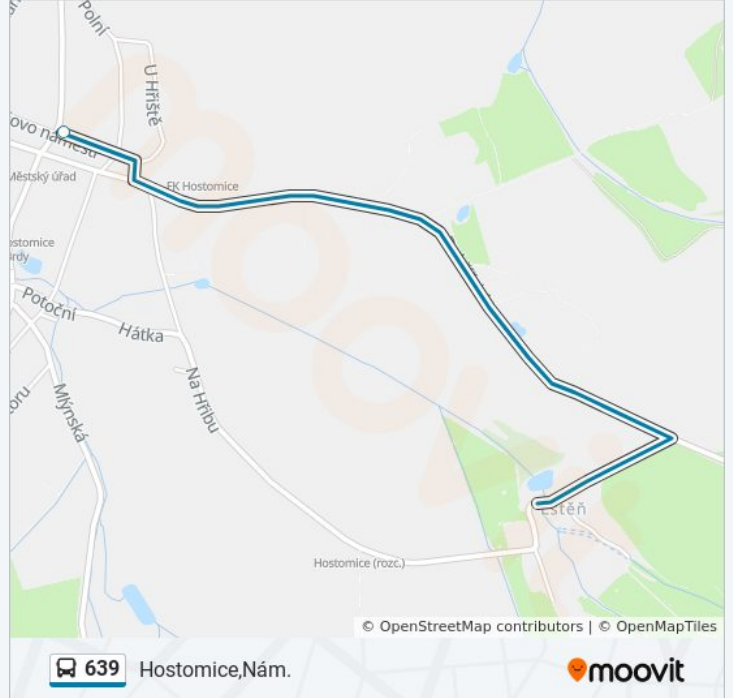 Polní
U Hřiště
ovo náměstí
Městský úřad
FK Hostomice
ostomice
Brdy
Potoční
Hátka
Na Hřibu
Mlýnská
oru
Lštěň
Hostomice (rozc.)
© OpenStreetMap contributors | © OpenMapTiles
639 Hostomice,Nám.
moovit